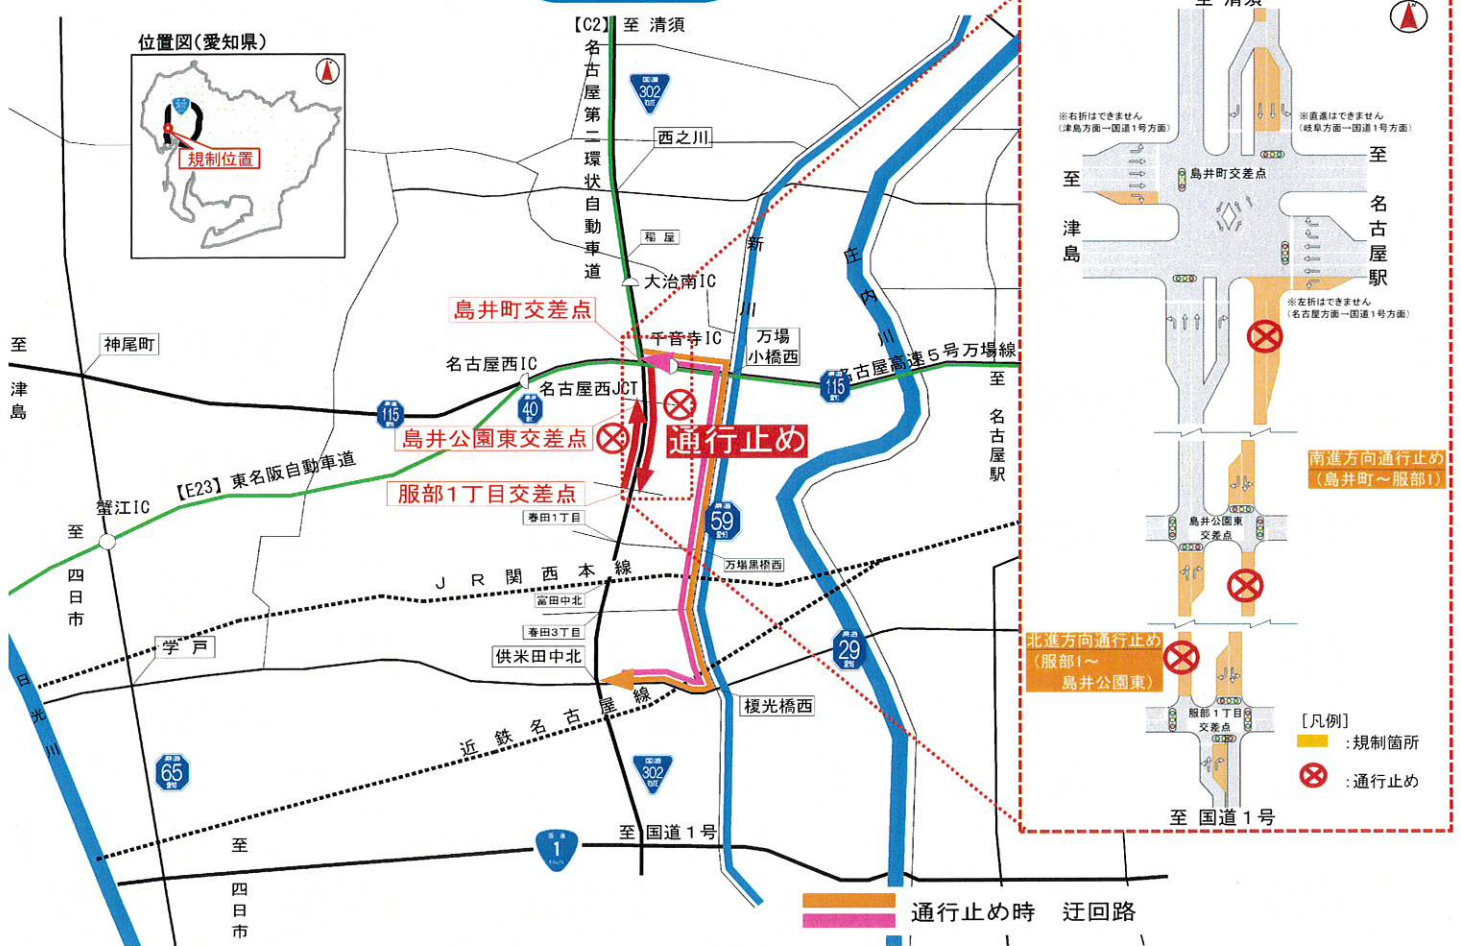 位置図(愛知県)
規制位置
【C2】至 清須
名古屋第二環状自動車道
国道
302
西之川
稲屋
大治南IC
新川
庄内川
島井町交差点
千音寺IC
万場
小橋西
名古屋高速5号万場線
至 津島
神尾町
名古屋西IC
名古屋西JCT
115
40
115
至 名古屋駅
島井公園東交差点
通行止め
【E23】東名阪自動車道
服部1丁目交差点
蟹江IC
春田1丁目
59
至 四日市
JR関西本線
万場黒橋西
富田中北
春田3丁目
29
学戸
供米田中北
榎光橋西
日光川
近鉄名古屋線
65
国道
302
至 国道1号
1
至 四日市
通行止め時 迂回路
至 清須
※右折はできません
(津島方面→国道1号方面)
※直進はできません
(岐阜方面→国道1号方面)
島井町交差点
至 津島
至 名古屋駅
※左折はできません
(名古屋方面→国道1号方面)
南進方向通行止め
(島井町~服部1)
島井公園東
交差点
北進方向通行止め
(服部1~
島井公園東)
服部1丁目
交差点
[凡例]
:規制箇所
:通行止め
至 国道1号